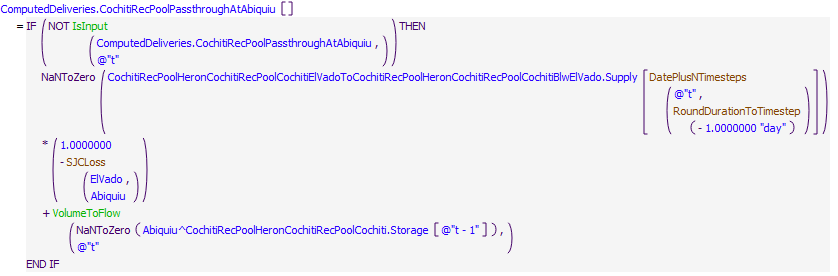 ComputedDeliveries.CochitiRecPoolPassthroughAtAbiquiu [ ]
= IF ( NOT IsInput ( ComputedDeliveries.CochitiRecPoolPassthroughAtAbiquiu ,
@"t" ) ) THEN
NaNToZero ( CochitiRecPoolHeronCochitiRecPoolCochitiElVadoToCochitiRecPoolHeronCochitiRecPoolCochitiBlwElVado.Supply [ DatePlusNTimesteps
( @"t" ,
RoundDurationToTimestep
( - 1.0000000 "day" ) ) ] )
* ( 1.0000000
- SJCLoss
( ElVado ,
Abiquiu ) )
+ VolumeToFlow
( NaNToZero ( Abiquiu^CochitiRecPoolHeronCochitiRecPoolCochiti.Storage [ @"t - 1" ] ) ,
@"t" )
END IF